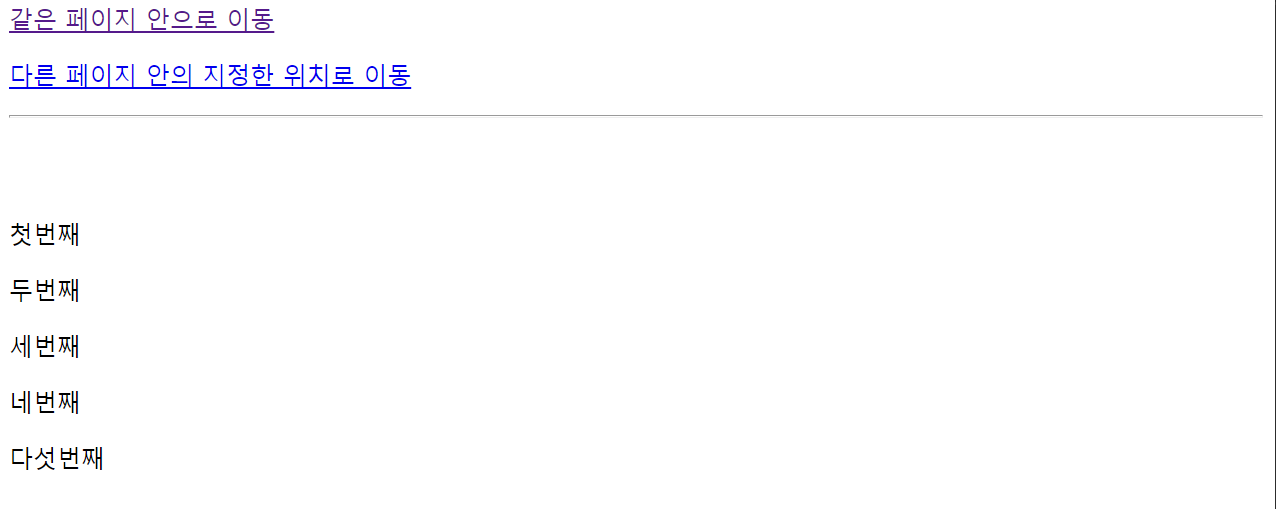 같은 페이지 안으로 이동
다른 페이지 안의 지정한 위치로 이동
첫번째
두번째
세번째
네번째
다섯번째